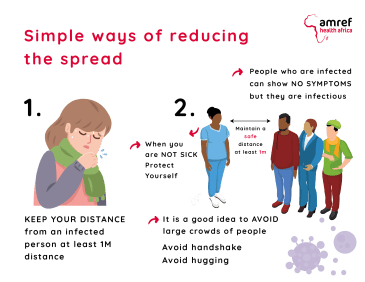 amref
health africa
Simple ways of reducing
the spread
People who are infected
can show NO SYMPTOMS
but they are infectious
1.
2.
Maintain a
safe
distance
at least 1m
When you
are NOT SICK
Protect
Yourself
KEEP YOUR DISTANCE
from an infected
person at least 1M
distance
It is a good idea to AVOID
large crowds of people
Avoid handshake
Avoid hugging